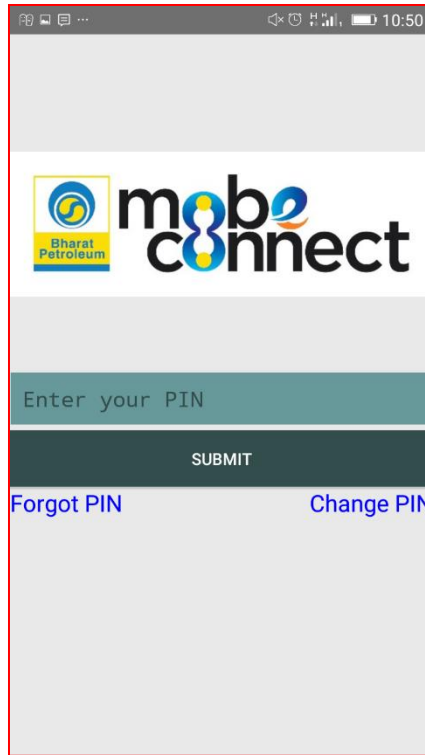 10:50
Bharat
Petroleum
mobe
connect
Enter your PIN
SUBMIT
Forgot PIN
Change PIN